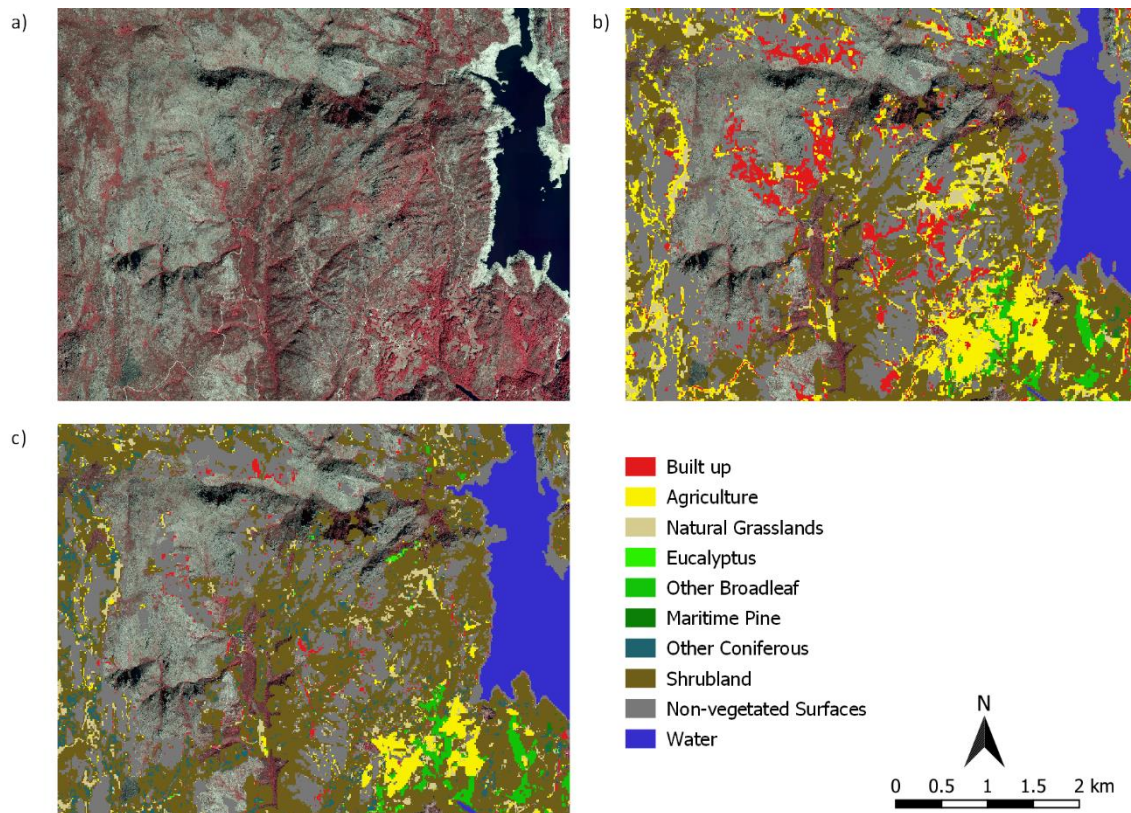 a)
b)
c)
Built up
Agriculture
Natural Grasslands
Eucalyptus
Other Broadleaf
Maritime Pine
Other Coniferous
Shrubland
Non-vegetated Surfaces
Water
N
0 0.5 1 1.5 2 km